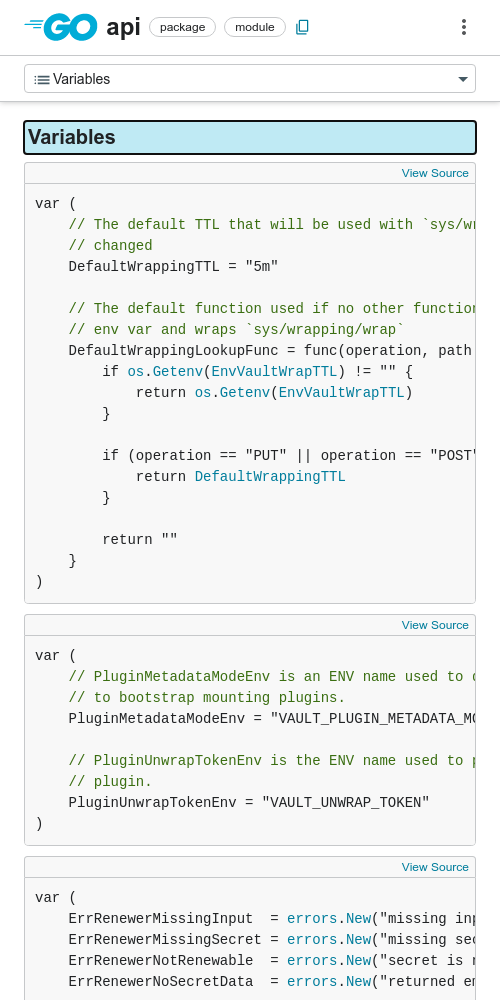 GO api package module
Variables
Variables
View Source
var (
    // The default TTL that will be used with `sys/
    // changed
    DefaultWrappingTTL = "5m"

    // The default function used if no other function
    // env var and wraps `sys/wrapping/wrap`
    DefaultWrappingLookupFunc = func(operation, path
        if os.Getenv(EnvVaultWrapTTL) != "" {
            return os.Getenv(EnvVaultWrapTTL)
        }

        if (operation == "PUT" || operation == "POST"
            return DefaultWrappingTTL
        }

        return ""
    }
)
View Source
var (
    // PluginMetadataModeEnv is an ENV name used to
    // to bootstrap mounting plugins.
    PluginMetadataModeEnv = "VAULT_PLUGIN_METADATA_

    // PluginUnwrapTokenEnv is the ENV name used to
    // plugin.
    PluginUnwrapTokenEnv = "VAULT_UNWRAP_TOKEN"
)
View Source
var (
    ErrRenewerMissingInput  = errors.New("missing
    ErrRenewerMissingSecret = errors.New("missing
    ErrRenewerNotRenewable  = errors.New("secret is
    ErrRenewerNoSecretData  = errors.New("returned